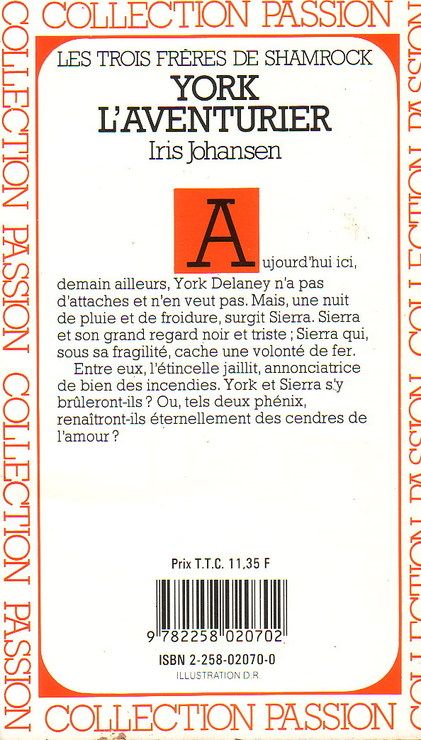 COLLECTION PASSION
COLLECTION PASSION COLLECTION PASSION
LES TROIS FRÈRES DE SHAMROCK
YORK
L'AVENTURIER
Iris Johansen
Aujourd'hui ici,
demain ailleurs, York Delaney n'a pas
d'attaches et n'en veut pas. Mais, une nuit
de pluie et de froidure, surgit Sierra. Sierra
et son grand regard noir et triste ; Sierra qui,
sous sa fragilité, cache une volonté de fer.
Entre eux, l'étincelle jaillit, annonciatrice
de bien des incendies. York et Sierra s'y
brûleront-ils ? Ou, tels deux phénix,
renaîtront-ils éternellement des cendres de
l'amour ?
Prix T.T.C. 11,35 F
9 782258 020702
ISBN 2-258-02070-0
ILLUSTRATION D.R.
COLLECTION PASSION COLLECTION PASSION
COLLECTION PASSION